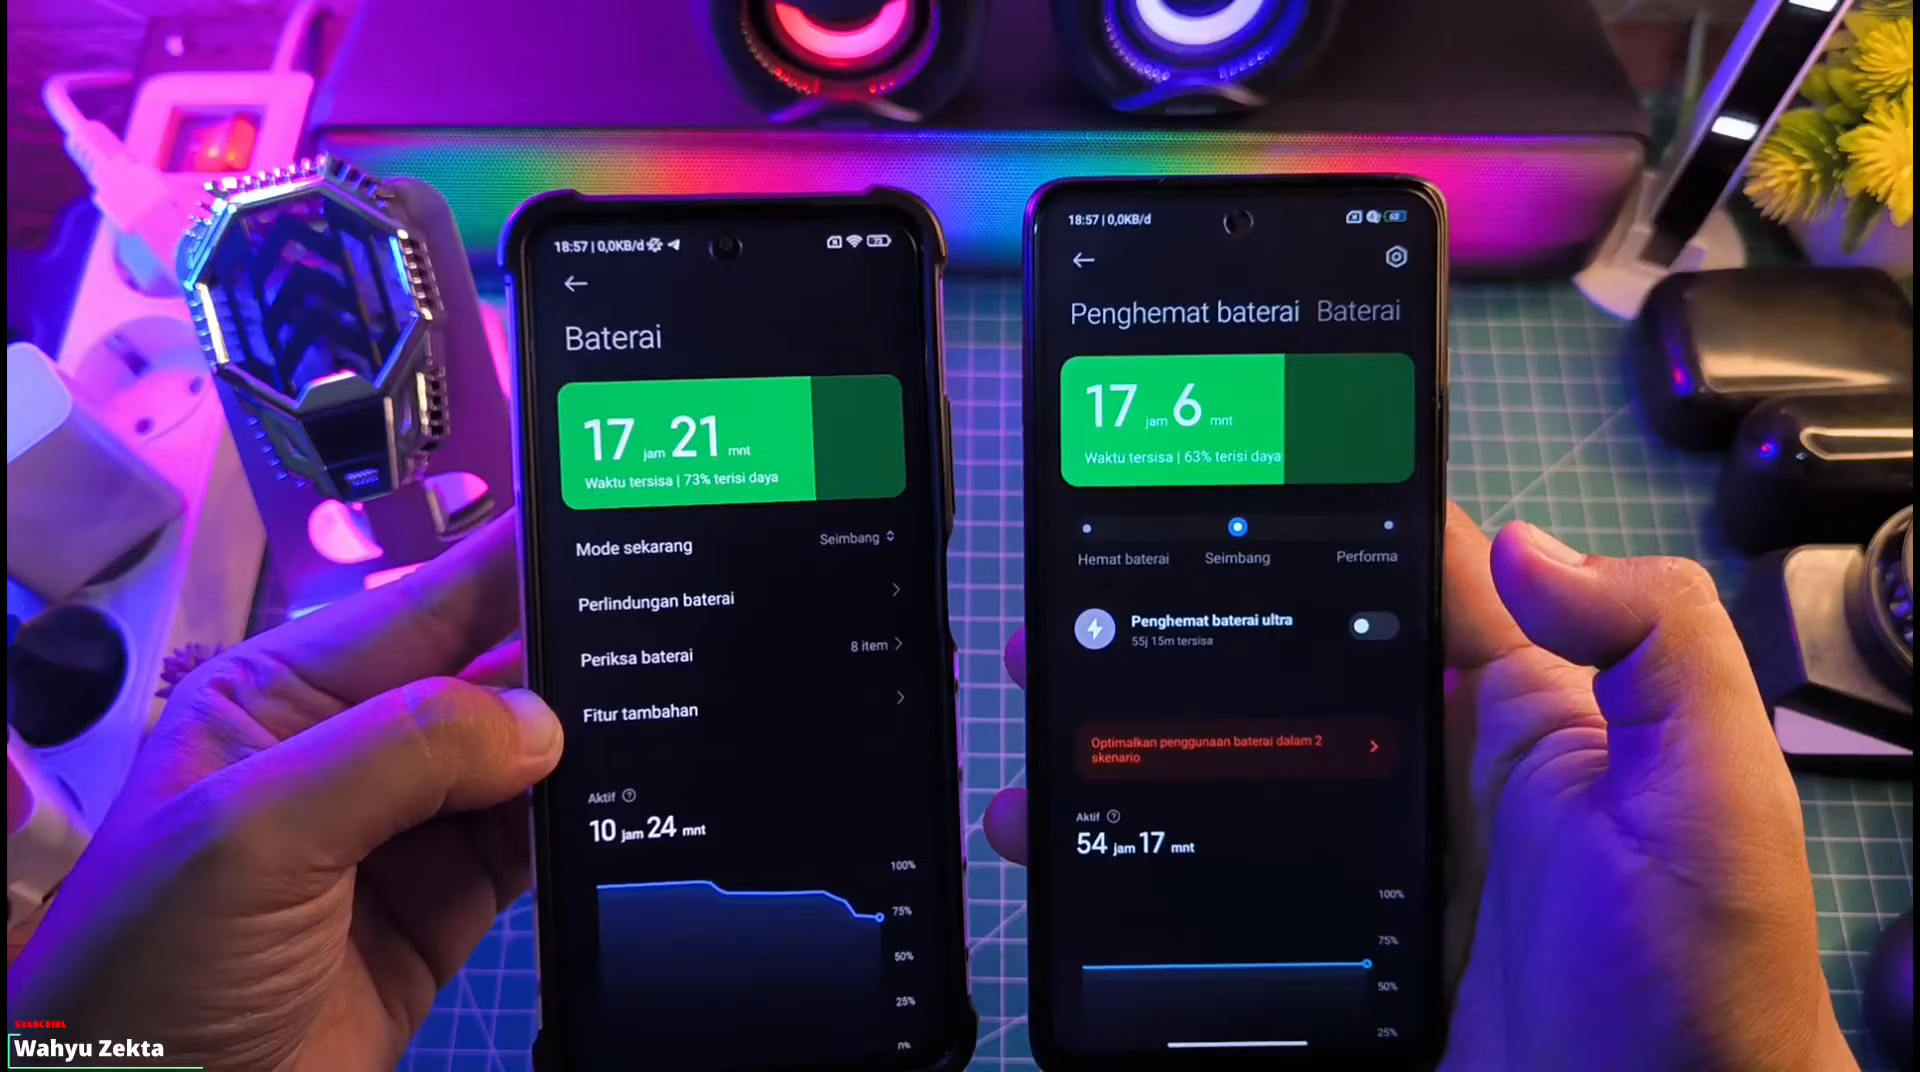 18:57 | 0,0KB/d
73
Baterai
17 jam 21 mnt
Waktu tersisa | 73% terisi daya
Mode sekarang
Seimbang
Perlindungan baterai
Periksa baterai
8 item
Fitur tambahan
Aktif ?
10 jam 24 mnt
100%
75%
50%
25%
0%
18:57 | 0,0KB/d
63
Penghemat baterai Baterai
17 jam 6 mnt
Waktu tersisa | 63% terisi daya
Hemat baterai
Seimbang
Performa
Penghemat baterai ultra
55j 15m tersisa
Optimalkan penggunaan baterai dalam 2
skenario
Aktif ?
54 jam 17 mnt
100%
75%
50%
25%
SUBSCRIBE
Wahyu Zekta